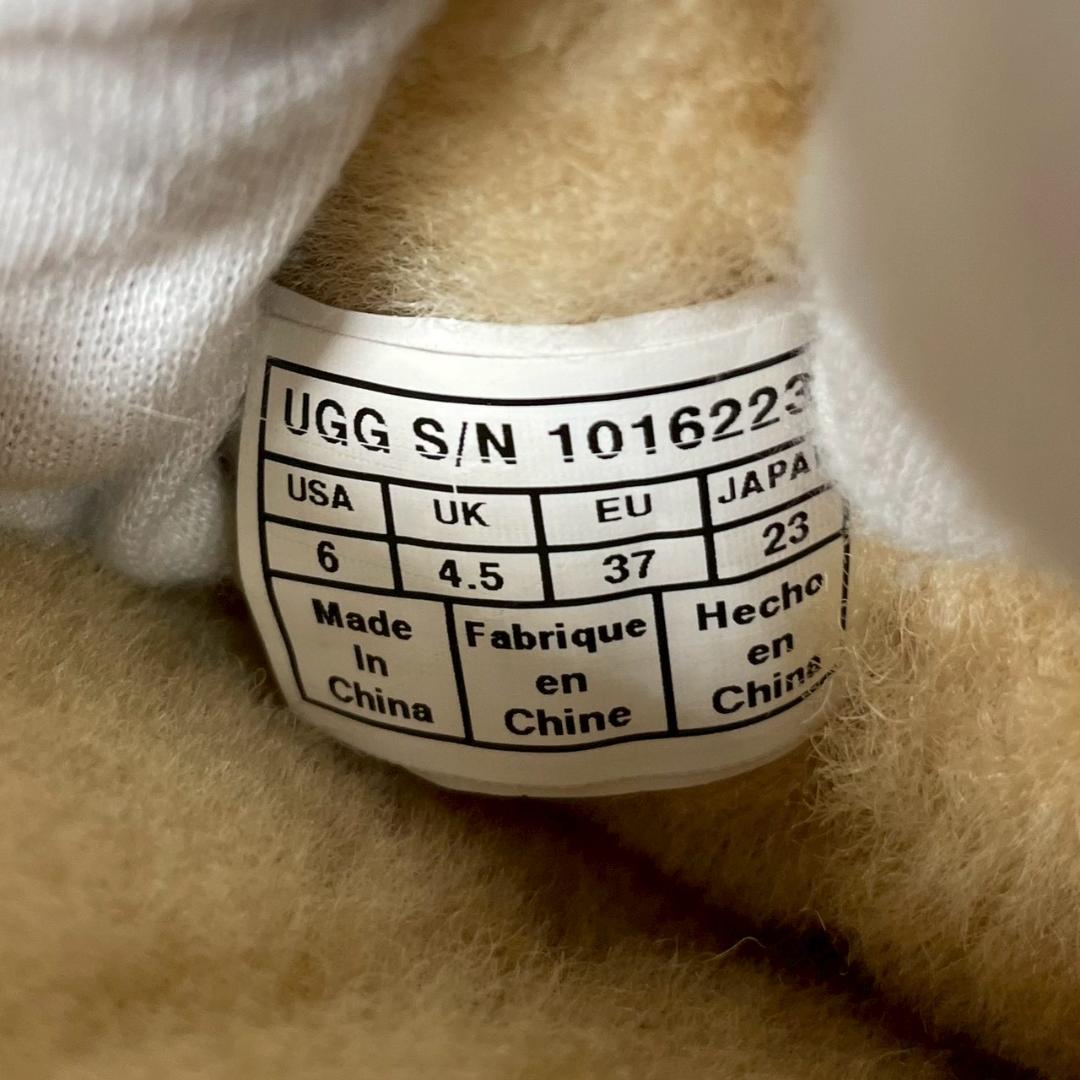 UGG S/N 1016223
USA UK EU JAPA
6 4.5 37 23
Made
In
China
Fabrique
en
Chine
Hecho
en
China